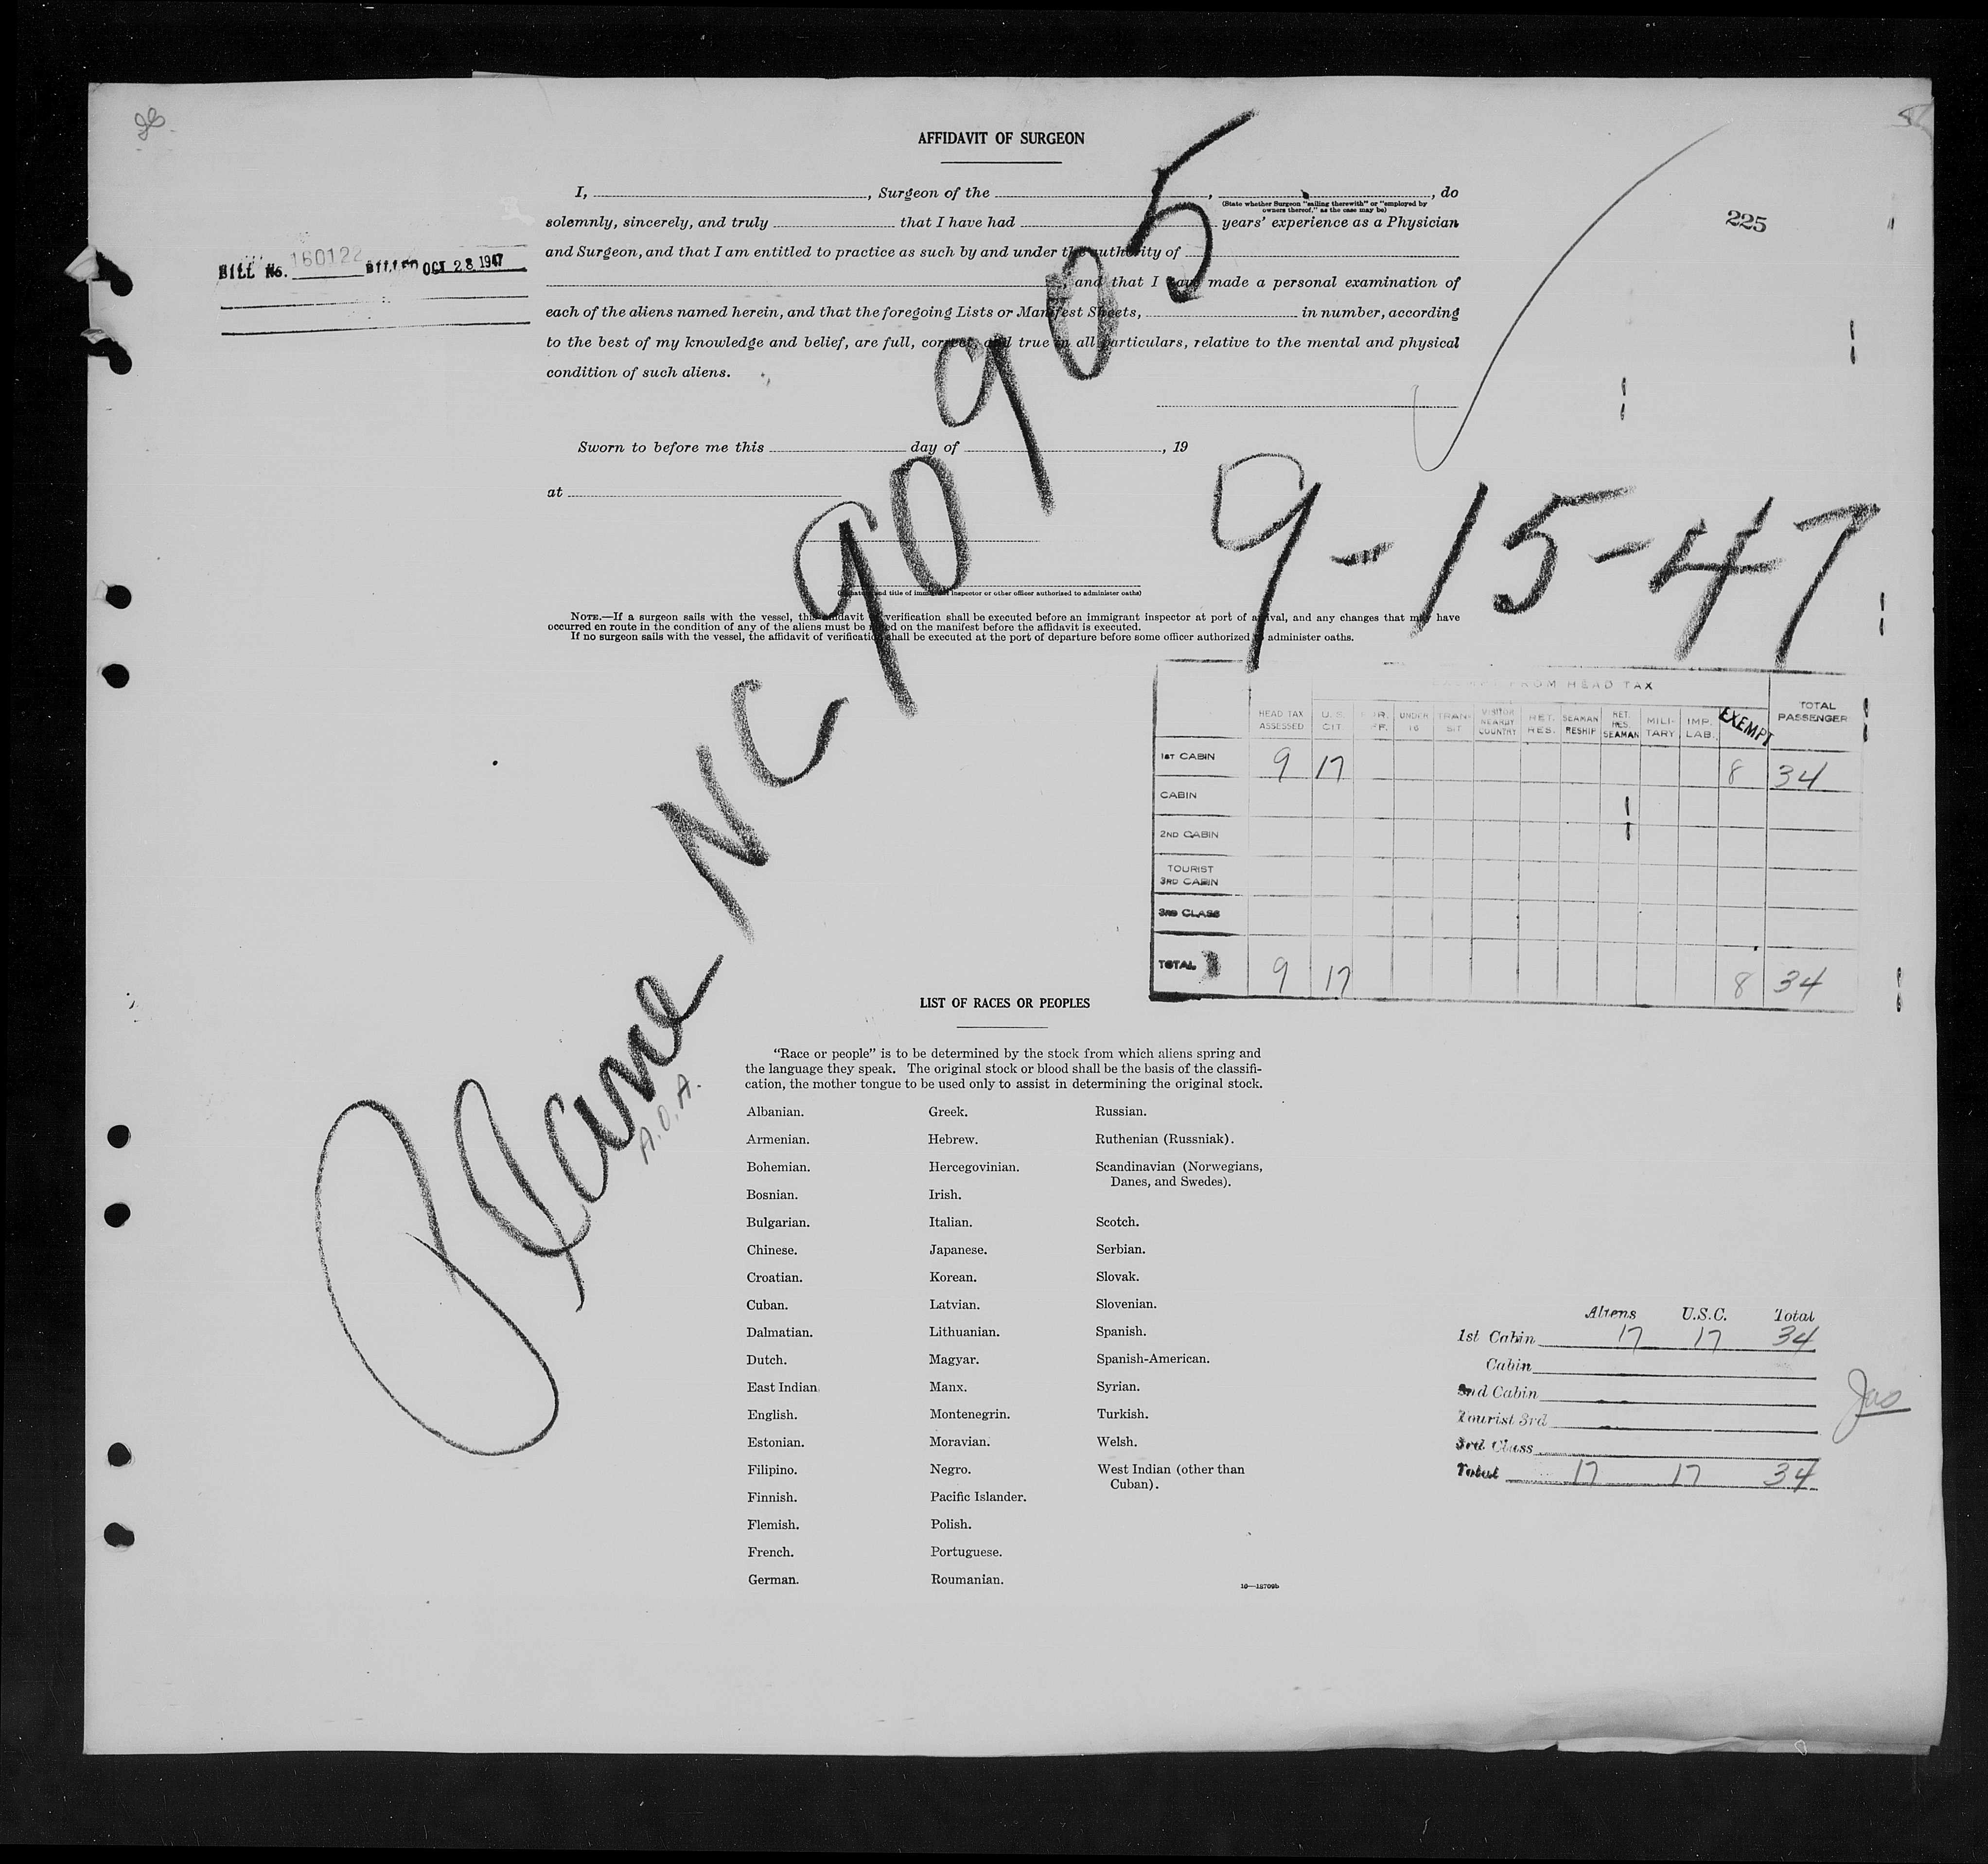 AFFIDAVIT OF SURGEON
I, , Surgeon of the , , do
(State whether Surgeon "sailing therewith" or "employed by
owners thereof," as the case may be)
solemnly, sincerely, and truly that I have had years' experience as a Physician
225
and Surgeon, and that I am entitled to practice as such by and under the authority of
BILL No. 160122 BILLED OCT 28 1947
, and that I have made a personal examination of
each of the aliens named herein, and that the foregoing Lists or Manifest Sheets, in number, according
to the best of my knowledge and belief, are full, correct, and true in all particulars, relative to the mental and physical
condition of such aliens.
Sworn to before me this day of , 19
at
(Signature and title of immigrant inspector or other officer authorized to administer oaths)
NOTE.—If a surgeon sails with the vessel, this affidavit of verification shall be executed before an immigrant inspector at port of arrival, and any changes that may have
occurred en route in the condition of any of the aliens must be noted on the manifest before the affidavit is executed.
If no surgeon sails with the vessel, the affidavit of verification shall be executed at the port of departure before some officer authorized to administer oaths.
Plane NC 90905
A.O.A.
9-15-47
FROM HEAD TAX
HEAD TAX ASSESSED U.S. CIT. UNDER 16 TRANSIT VISITOR NEARBY COUNTRY RET. RES. SEAMAN RESHIP RET. RES. SEAMAN MILITARY IMP. LAB. EXEMPT TOTAL PASSENGER
1ST CABIN 9 17 8 34
CABIN
2ND CABIN
TOURIST
3RD CABIN
3RD CLASS
TOTAL 9 17 8 34
LIST OF RACES OR PEOPLES
"Race or people" is to be determined by the stock from which aliens spring and
the language they speak. The original stock or blood shall be the basis of the classifi-
cation, the mother tongue to be used only to assist in determining the original stock.
Albanian.
Armenian.
Bohemian.
Bosnian.
Bulgarian.
Chinese.
Croatian.
Cuban.
Dalmatian.
Dutch.
East Indian
English.
Estonian.
Filipino.
Finnish.
Flemish.
French.
German.
Greek.
Hebrew.
Hercegovinian.
Irish.
Italian.
Japanese.
Korean.
Latvian.
Lithuanian.
Magyar.
Manx.
Montenegrin.
Moravian.
Negro.
Pacific Islander.
Polish.
Portuguese.
Roumanian.
Russian.
Ruthenian (Russniak).
Scandinavian (Norwegians,
Danes, and Swedes).
Scotch.
Serbian.
Slovak.
Slovenian.
Spanish.
Spanish-American.
Syrian.
Turkish.
Welsh.
West Indian (other than
Cuban).
16—18709b
Aliens U.S.C. Total
1st Cabin 17 17 34
Cabin
2nd Cabin
Tourist 3rd
3rd Class
Total 17 17 34